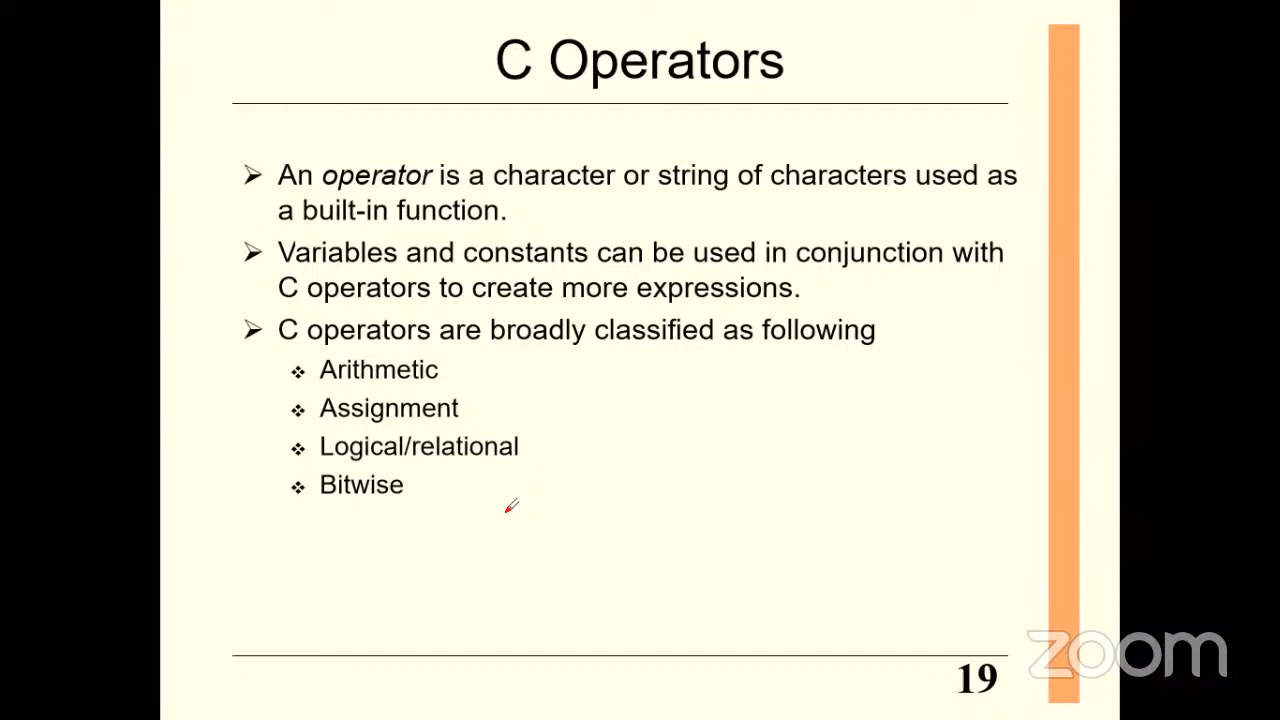 C Operators
An operator is a character or string of characters used as
a built-in function.
Variables and constants can be used in conjunction with
C operators to create more expressions.
C operators are broadly classified as following
Arithmetic
Assignment
Logical/relational
Bitwise
19
zoom